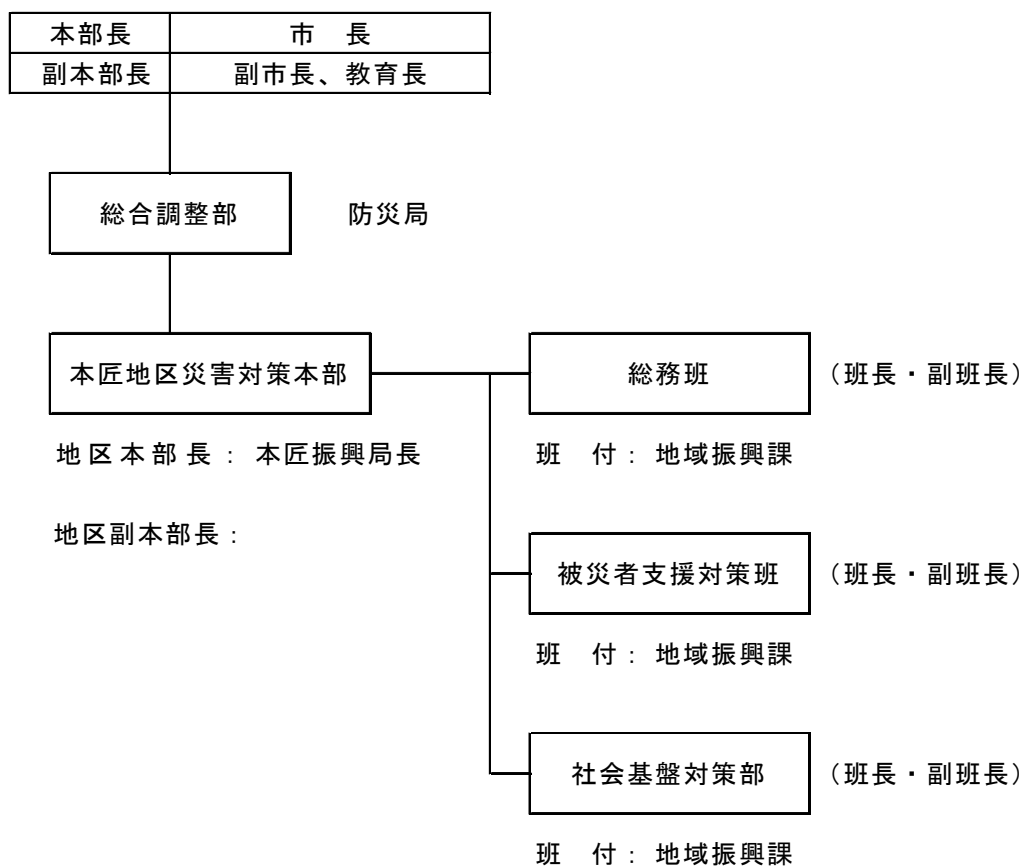 本部長 市　長
副本部長 副市長、教育長
総合調整部 防災局
本匠地区災害対策本部 総務班 （班長・副班長）
地区本部長： 本匠振興局長 班　付： 地域振興課
地区副本部長：
被災者支援対策班 （班長・副班長）
班　付： 地域振興課
社会基盤対策部 （班長・副班長）
班　付： 地域振興課